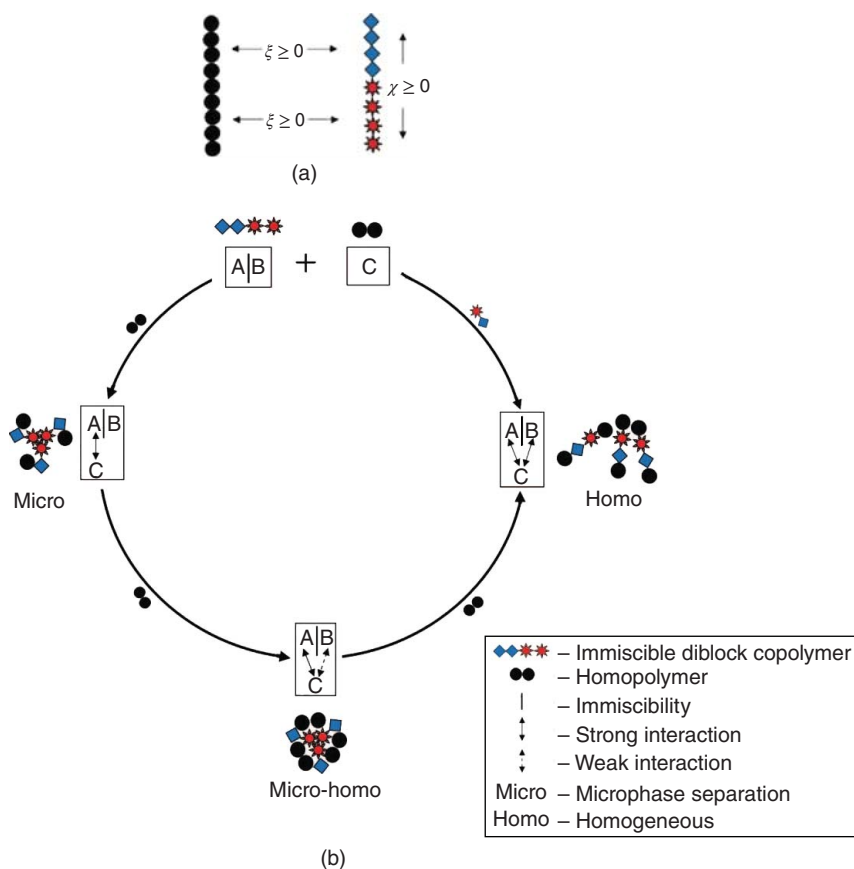 ξ ≥ 0
χ ≥ 0
ξ ≥ 0
(a)
A|B
+
C
A|B
C
Micro
A|B
C
Homo
A|B
C
Micro-homo
– Immiscible diblock copolymer
– Homopolymer
– Immiscibility
– Strong interaction
– Weak interaction
Micro – Microphase separation
Homo – Homogeneous
(b)